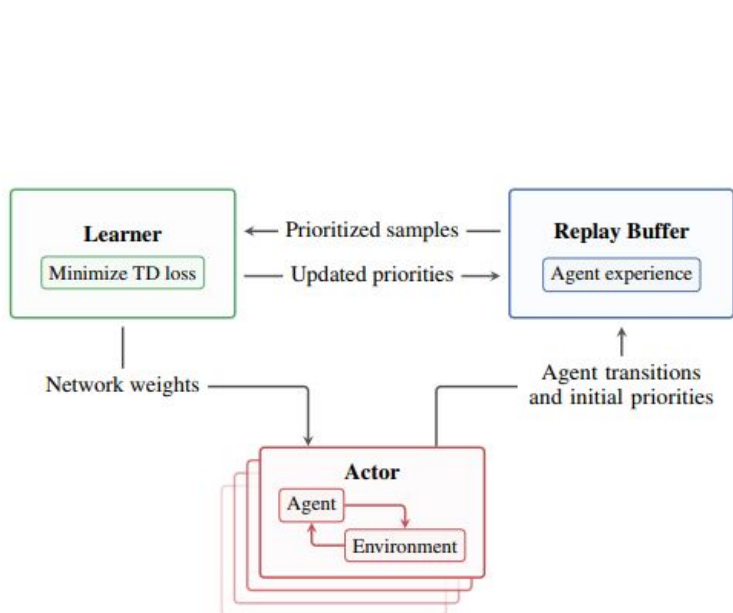 Learner
Minimize TD loss
Prioritized samples
Updated priorities
Replay Buffer
Agent experience
Network weights
Agent transitions
and initial priorities
Actor
Agent
Environment